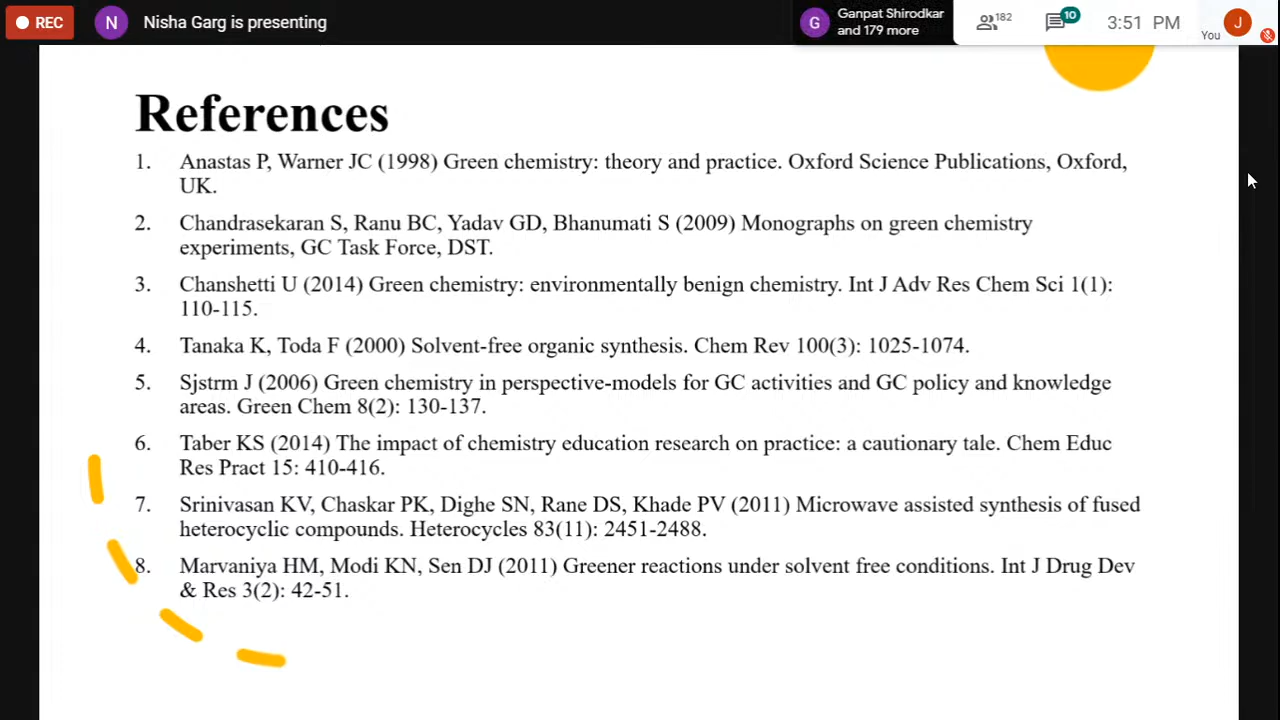 REC
N
Nisha Garg is presenting
G
Ganpat Shirodkar
and 179 more
182
10
3:51 PM
You
J
References
1. Anastas P, Warner JC (1998) Green chemistry: theory and practice. Oxford Science Publications, Oxford,
UK.
2. Chandrasekaran S, Ranu BC, Yadav GD, Bhanumati S (2009) Monographs on green chemistry
experiments, GC Task Force, DST.
3. Chanshetti U (2014) Green chemistry: environmentally benign chemistry. Int J Adv Res Chem Sci 1(1):
110-115.
4. Tanaka K, Toda F (2000) Solvent-free organic synthesis. Chem Rev 100(3): 1025-1074.
5. Sjstrm J (2006) Green chemistry in perspective-models for GC activities and GC policy and knowledge
areas. Green Chem 8(2): 130-137.
6. Taber KS (2014) The impact of chemistry education research on practice: a cautionary tale. Chem Educ
Res Pract 15: 410-416.
7. Srinivasan KV, Chaskar PK, Dighe SN, Rane DS, Khade PV (2011) Microwave assisted synthesis of fused
heterocyclic compounds. Heterocycles 83(11): 2451-2488.
8. Marvaniya HM, Modi KN, Sen DJ (2011) Greener reactions under solvent free conditions. Int J Drug Dev
& Res 3(2): 42-51.